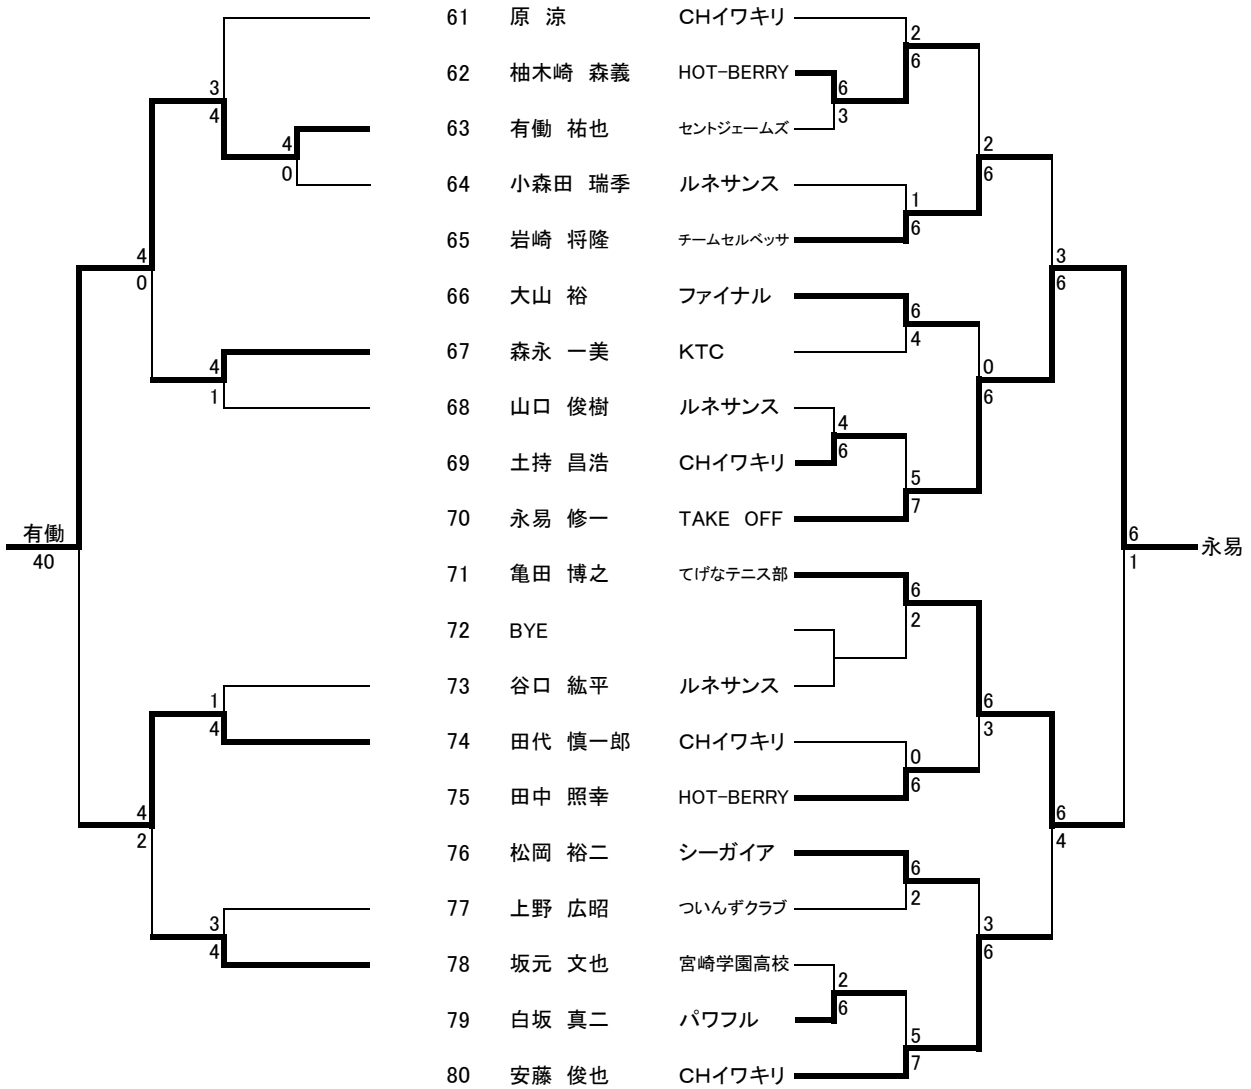 61 原 涼 CHイワキリ
2
6
62 柚木崎 森義 HOT-BERRY
3
4
6
3
63 有働 祐也 セントジェームズ
4
0
2
6
64 小森田 瑞季 ルネサンス
1
6
65 岩崎 将隆 チームセルベッサ
4
0
3
6
66 大山 裕 ファイナル
6
4
67 森永 一美 KTC
4
1
0
6
68 山口 俊樹 ルネサンス
4
6
69 土持 昌浩 CHイワキリ
5
7
70 永易 修一 TAKE OFF
有働
40
6
1
永易
71 亀田 博之 てげなテニス部
6
2
72 BYE
73 谷口 紘平 ルネサンス
1
4
6
3
74 田代 慎一郎 CHイワキリ
0
6
75 田中 照幸 HOT-BERRY
4
2
6
4
76 松岡 裕二 シーガイア
6
2
77 上野 広昭 ついんずクラブ
3
4
3
6
78 坂元 文也 宮崎学園高校
2
6
79 白坂 真二 パワフル
5
7
80 安藤 俊也 CHイワキリ